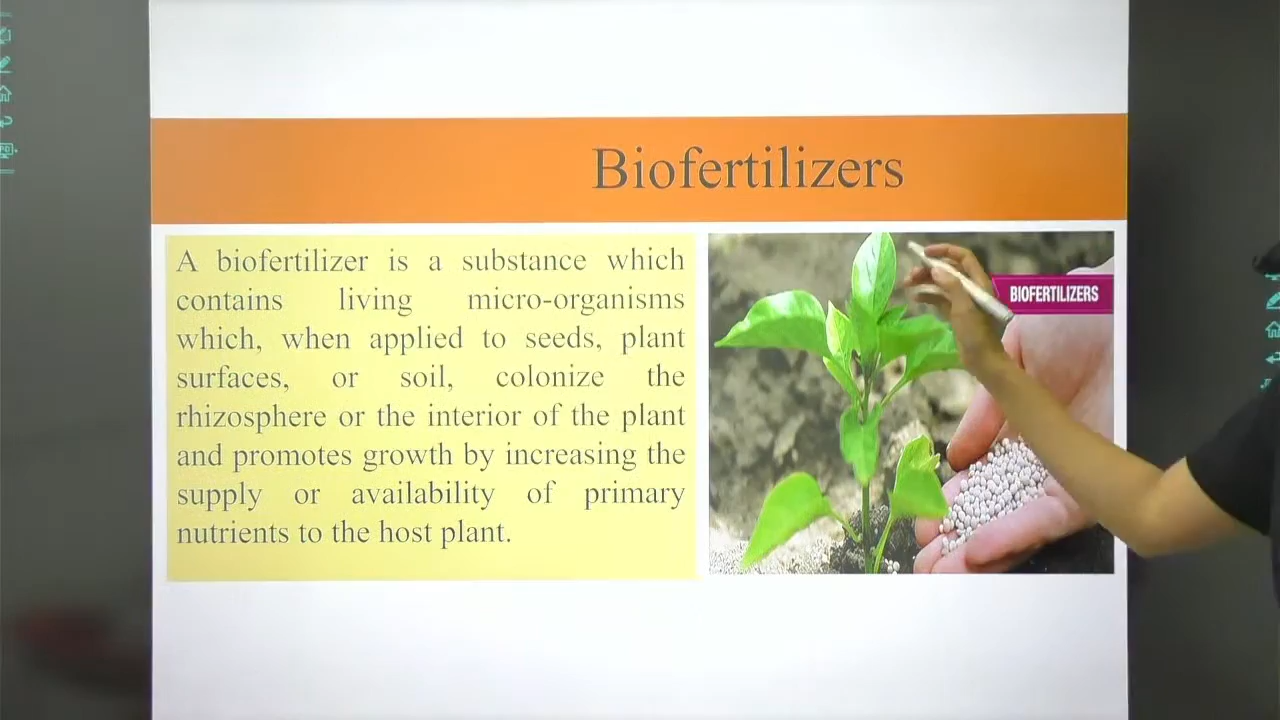 Biofertilizers
A biofertilizer is a substance which
contains living micro-organisms
which, when applied to seeds, plant
surfaces, or soil, colonize the
rhizosphere or the interior of the plant
and promotes growth by increasing the
supply or availability of primary
nutrients to the host plant.
BIOFERTILIZERS